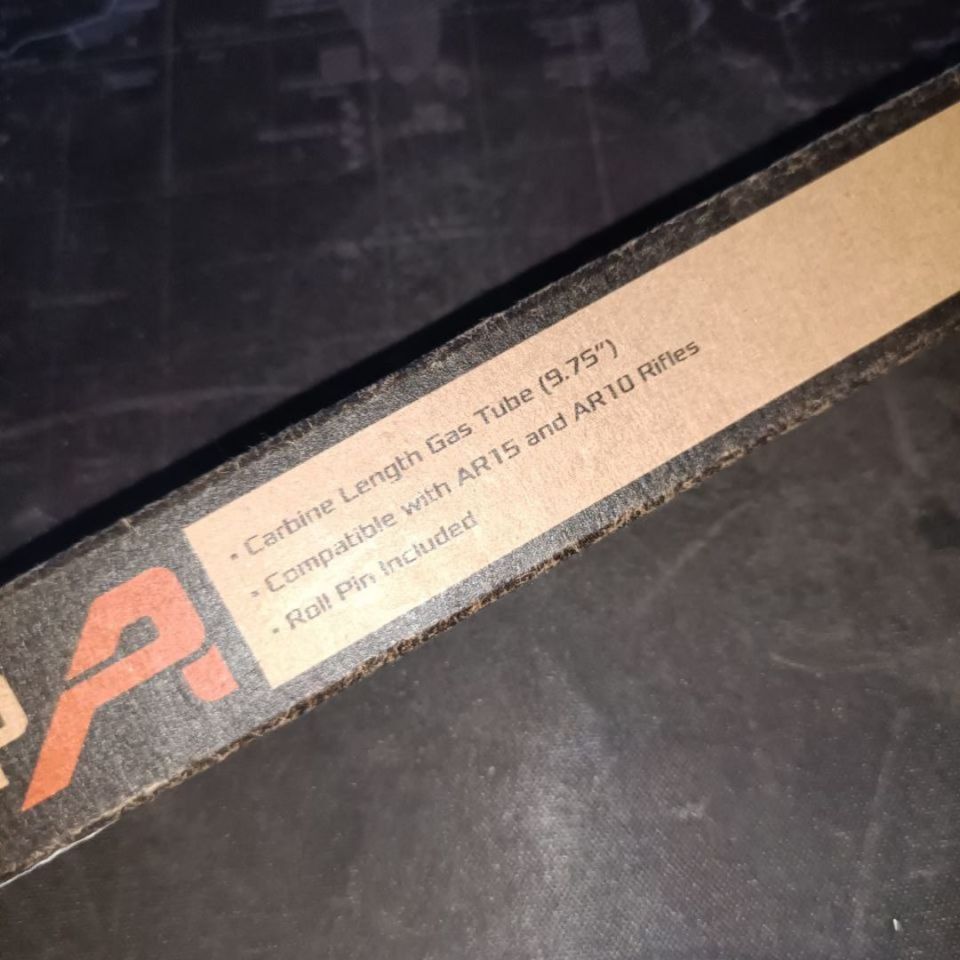 • Carbine Length Gas Tube (9.75")
• Compatible with AR15 and AR10 Rifles
• Roll Pin Included